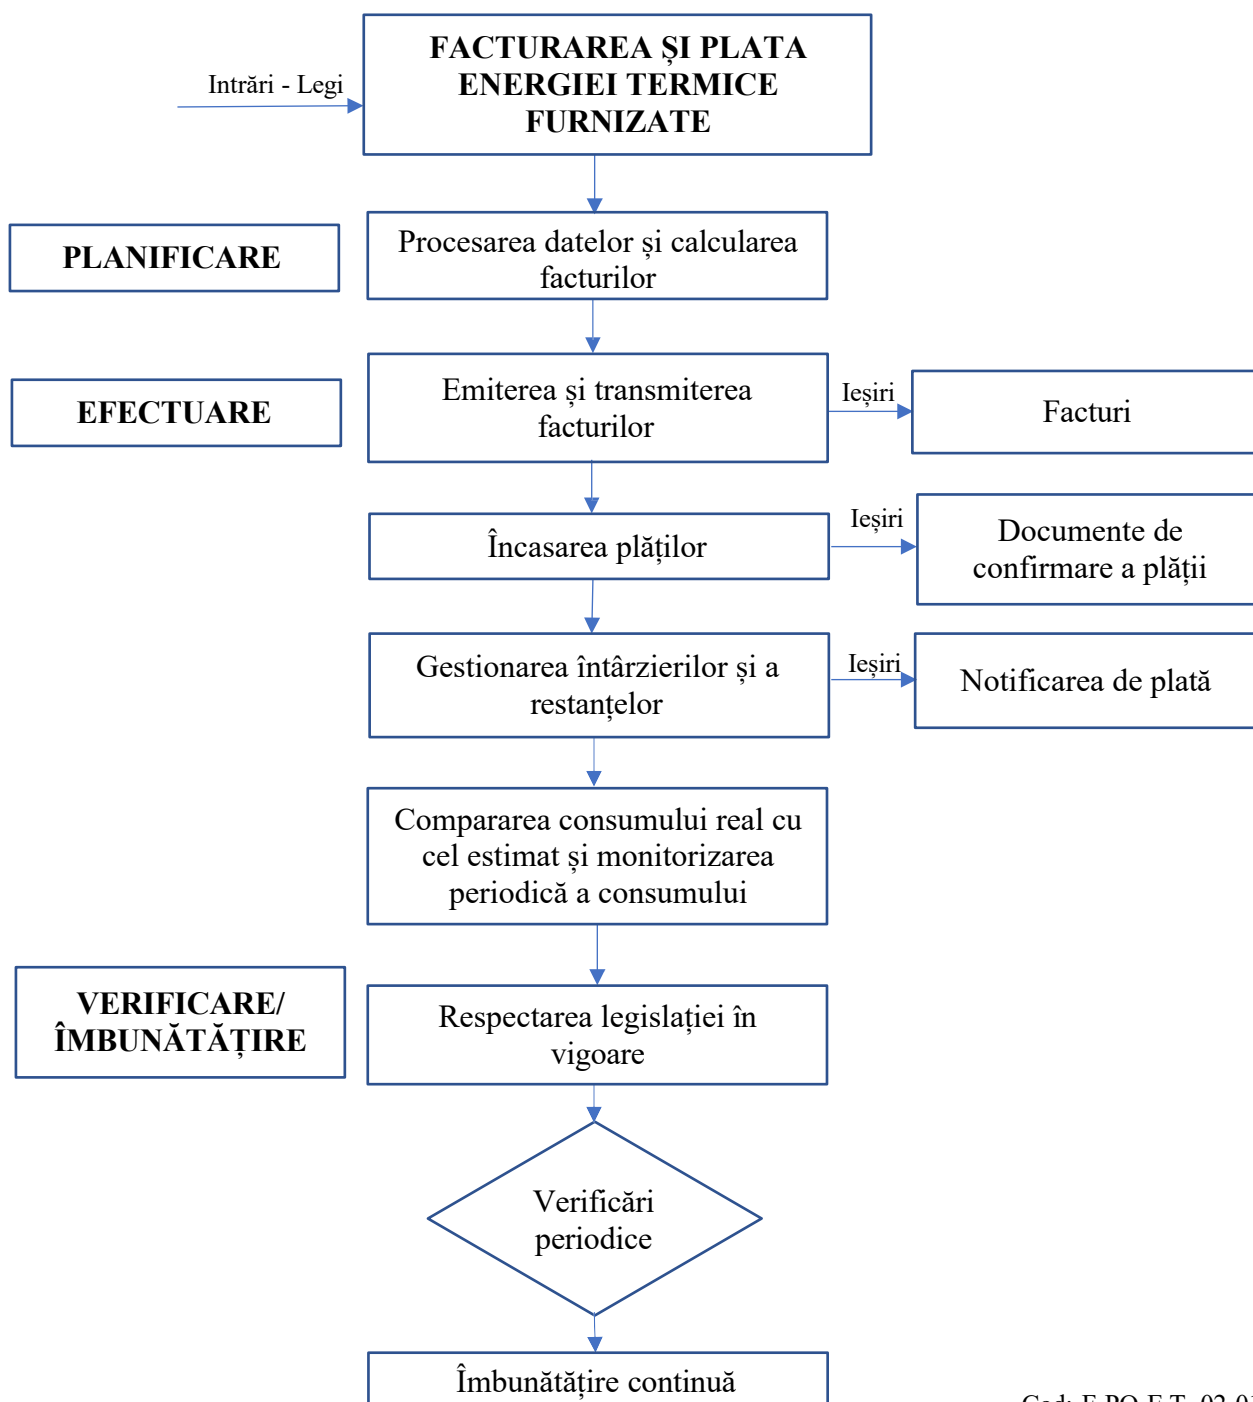 FACTURAREA ȘI PLATA
ENERGIEI TERMICE
FURNIZATE
Intrări - Legi
PLANIFICARE
Procesarea datelor și calcularea
facturilor
EFECTUARE
Emiterea și transmiterea
facturilor
Ieșiri
Facturi
Încasarea plăților
Ieșiri
Documente de
confirmare a plății
Gestionarea întârzierilor și a
restanțelor
Ieșiri
Notificarea de plată
Compararea consumului real cu
cel estimat și monitorizarea
periodică a consumului
VERIFICARE/
ÎMBUNĂTĂȚIRE
Respectarea legislației în
vigoare
Verificări
periodice
Îmbunătățire continuă